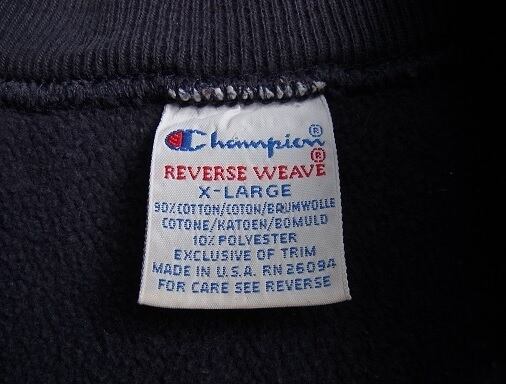 Champion®
REVERSE WEAVE®
X-LARGE
90% COTTON/COTON/BAUMWOLLE
COTONE/KATOEN/BOMULD
10% POLYESTER
EXCLUSIVE OF TRIM
MADE IN U.S.A. RN 26094
FOR CARE SEE REVERSE